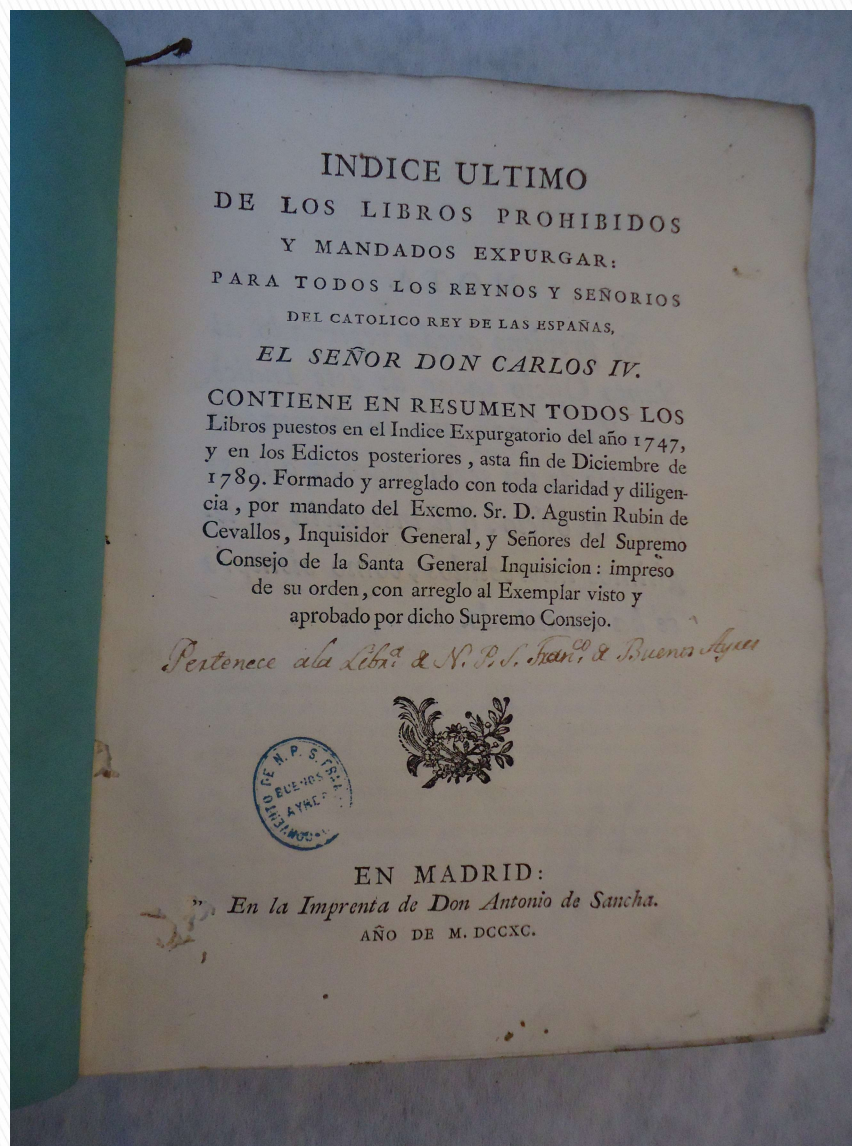 INDICE ULTIMO
DE LOS LIBROS PROHIBIDOS
Y MANDADOS EXPURGAR:
PARA TODOS LOS REYNOS Y SEÑORIOS
DEL CATOLICO REY DE LAS ESPAÑAS,
EL SEÑOR DON CARLOS IV.
CONTIENE EN RESUMEN TODOS LOS
Libros puestos en el Indice Expurgatorio del año 1747,
y en los Edictos posteriores, asta fin de Diciembre de
1789. Formado y arreglado con toda claridad y diligen-
cia, por mandato del Excmo. Sr. D. Agustin Rubin de
Cevallos, Inquisidor General, y Señores del Supremo
Consejo de la Santa General Inquisicion: impreso
de su orden, con arreglo al Exemplar visto y
aprobado por dicho Supremo Consejo.
Pertenece ala Libra. de N. P. S. Franco. de Buenos Ayres
CONVENTO DE N. P. S.
BUENOS
EN MADRID:
En la Imprenta de Don Antonio de Sancha.
AÑO DE M. DCCXC.